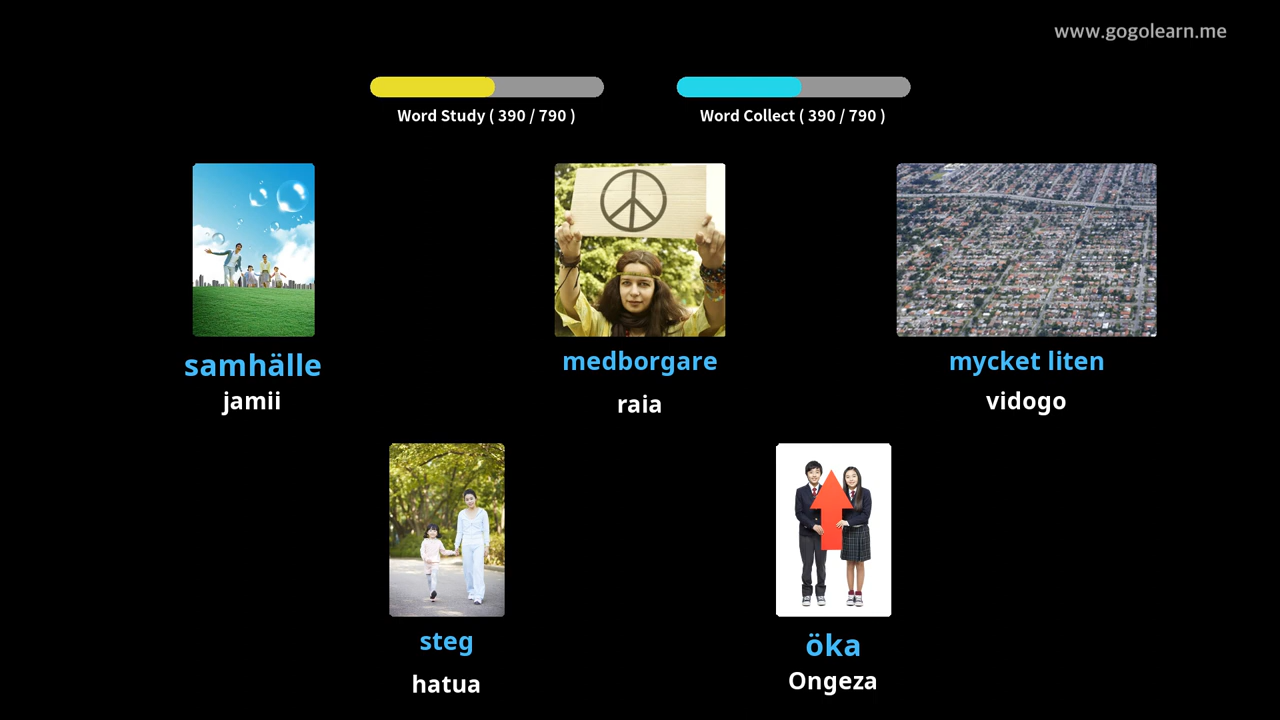 www.gogolearn.me
Word Study ( 390 / 790 )
Word Collect ( 390 / 790 )
samhälle
jamii
medborgare
raia
mycket liten
vidogo
steg
hatua
öka
Ongeza